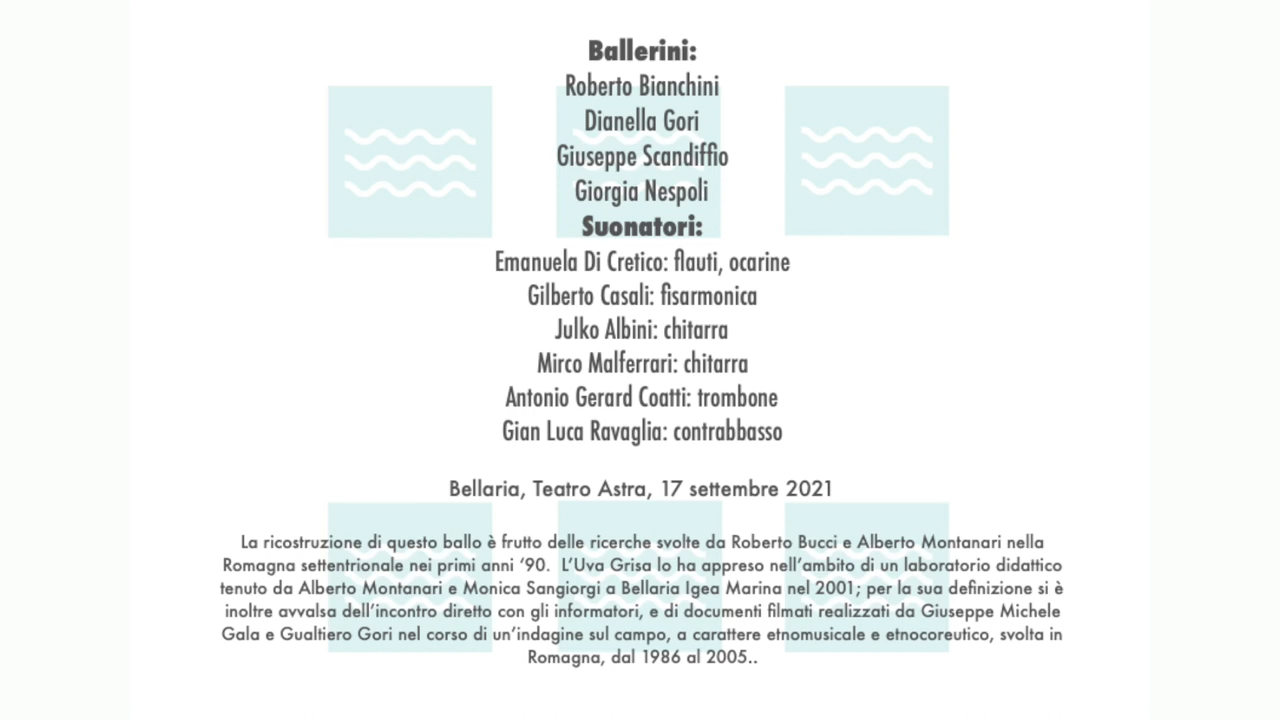 Ballerini:
Roberto Bianchini
Dianella Gori
Giuseppe Scandiffio
Giorgia Nespoli
Suonatori:
Emanuela Di Cretico: flauti, ocarine
Gilberto Casali: fisarmonica
Julko Albini: chitarra
Mirco Malferrari: chitarra
Antonio Gerard Coatti: trombone
Gian Luca Ravaglia: contrabbasso
Bellaria, Teatro Astra, 17 settembre 2021
La ricostruzione di questo ballo è frutto delle ricerche svolte da Roberto Bucci e Alberto Montanari nella
Romagna settentrionale nei primi anni ‘90.  L’Uva Grisa lo ha appreso nell’ambito di un laboratorio didattico
tenuto da Alberto Montanari e Monica Sangiorgi a Bellaria Igea Marina nel 2001; per la sua definizione si è
inoltre avvalsa dell’incontro diretto con gli informatori, e di documenti filmati realizzati da Giuseppe Michele
Gala e Gualtiero Gori nel corso di un’indagine sul campo, a carattere etnomusicale e etnocoreutico, svolta in
Romagna, dal 1986 al 2005..